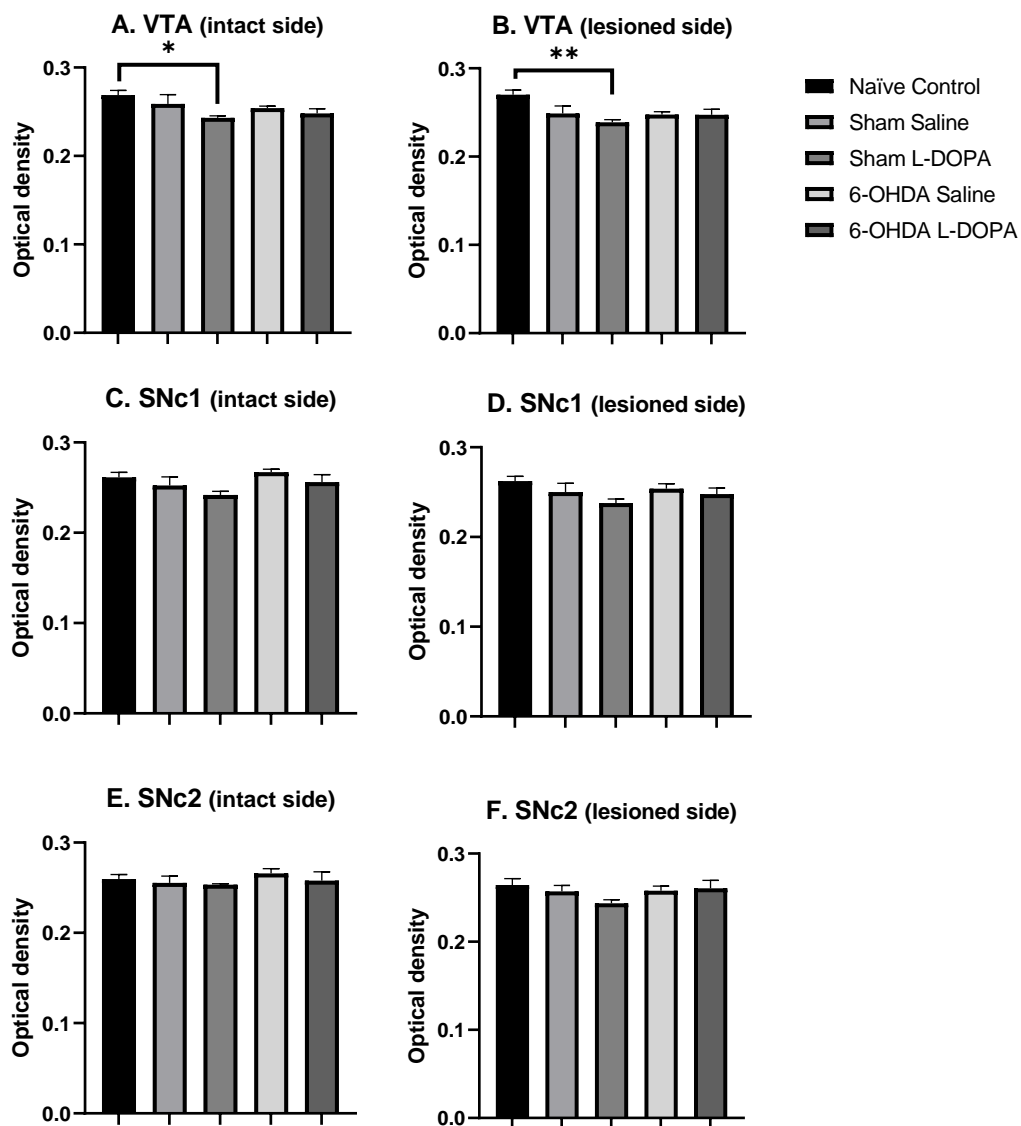 A. VTA (intact side)
*
Optical density
0.3
0.2
0.1
0.0
B. VTA (lesioned side)
**
Optical density
0.3
0.2
0.1
0.0
Naïve Control
Sham Saline
Sham L-DOPA
6-OHDA Saline
6-OHDA L-DOPA
C. SNc1 (intact side)
Optical density
0.3
0.2
0.1
0.0
D. SNc1 (lesioned side)
Optical density
0.3
0.2
0.1
0.0
E. SNc2 (intact side)
Optical density
0.3
0.2
0.1
0.0
F. SNc2 (lesioned side)
Optical density
0.3
0.2
0.1
0.0